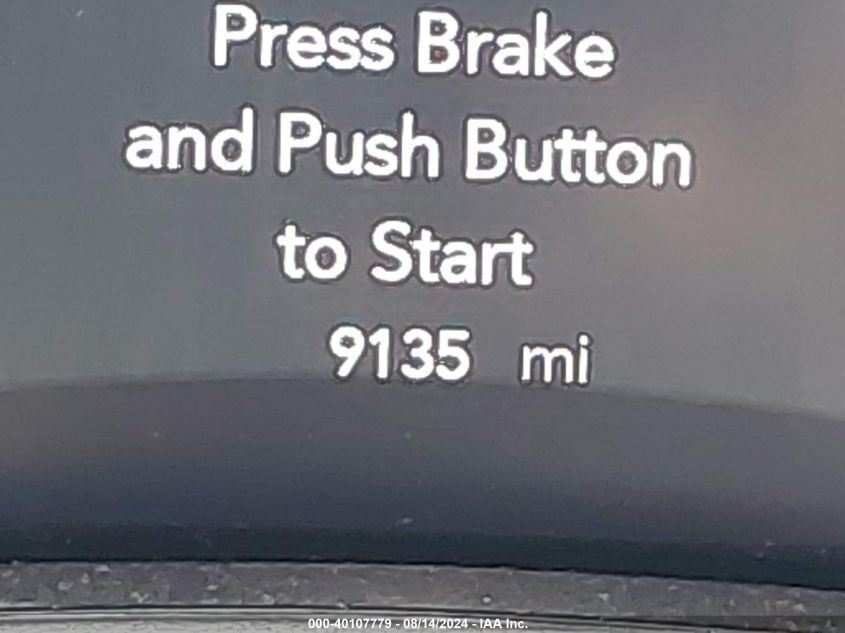 Press Brake
and Push Button
to Start
9135 mi
000-40107779 - 08/14/2024 - IAA Inc.